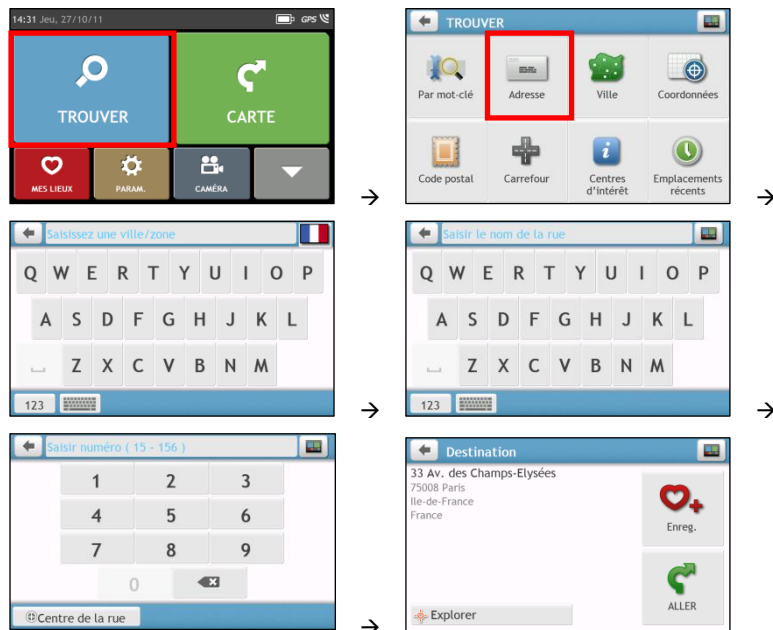 14:31 Jeu, 27/10/11 GPS
TROUVER CARTE
MES LIEUX PARAM. CAMÉRA
→
TROUVER
Par mot-clé Adresse Ville Coordonnées
Code postal Carrefour Centres d'intérêt Emplacements récents
→
Saisissez une ville/zone
Q W E R T Y U I O P
A S D F G H J K L
Z X C V B N M
123
→
Saisir le nom de la rue
Q W E R T Y U I O P
A S D F G H J K L
Z X C V B N M
123
→
Saisir numéro ( 15 - 156 )
1 2 3
4 5 6
7 8 9
0
Centre de la rue
→
Destination
33 Av. des Champs-Elysées
75008 Paris
Ile-de-France
France
Enreg.
ALLER
Explorer